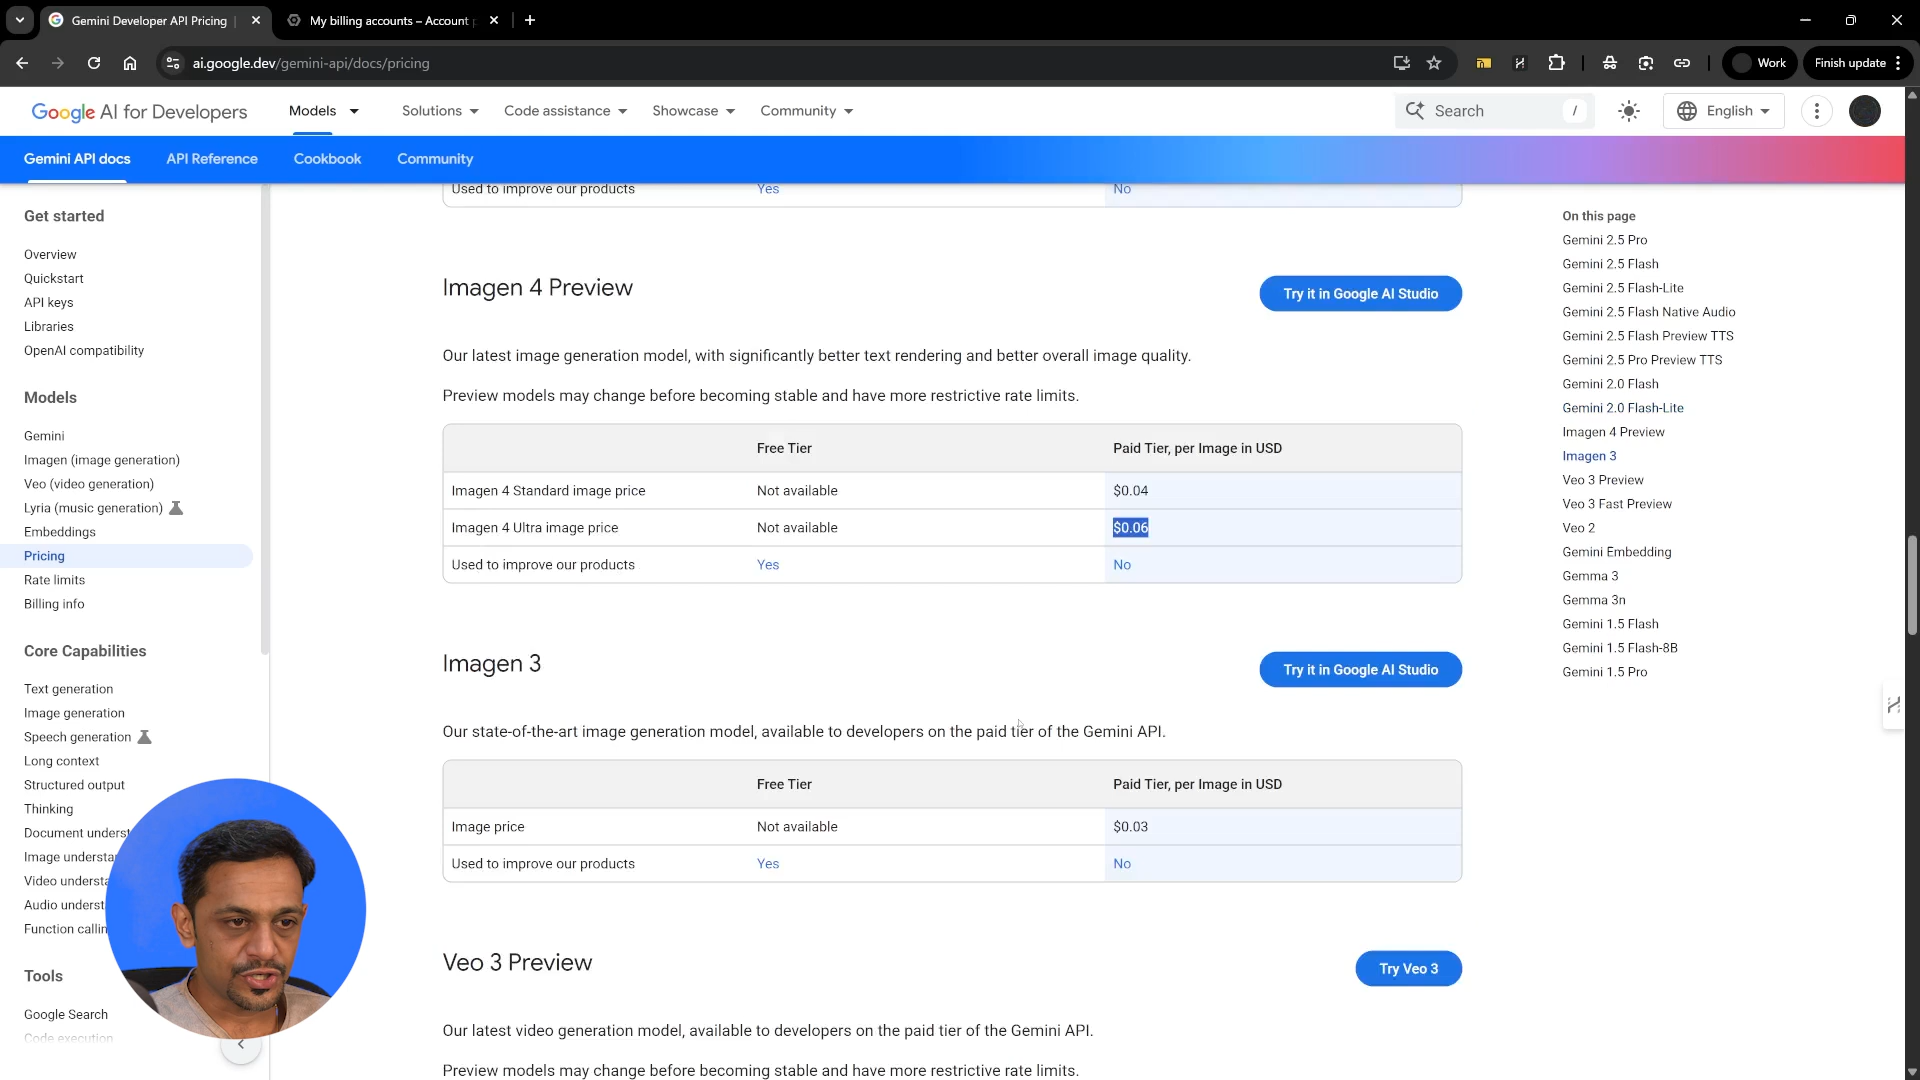 Gemini Developer API Pricing
My billing accounts – Account
ai.google.dev/gemini-api/docs/pricing
Work
Finish update
Google AI for Developers
Models
Solutions
Code assistance
Showcase
Community
Search
/
English
Gemini API docs
API Reference
Cookbook
Community
Get started
Overview
Quickstart
API keys
Libraries
OpenAI compatibility
Models
Gemini
Imagen (image generation)
Veo (video generation)
Lyria (music generation)
Embeddings
Pricing
Rate limits
Billing info
Core Capabilities
Text generation
Image generation
Speech generation
Long context
Structured output
Thinking
Document
Image
Video
Audio
Function
Tools
Google Search
Code execution
Used to improve our products Yes No
Imagen 4 Preview
Try it in Google AI Studio
Our latest image generation model, with significantly better text rendering and better overall image quality.
Preview models may change before becoming stable and have more restrictive rate limits.
Free Tier Paid Tier, per Image in USD
Imagen 4 Standard image price Not available $0.04
Imagen 4 Ultra image price Not available $0.06
Used to improve our products Yes No
Imagen 3
Try it in Google AI Studio
Our state-of-the-art image generation model, available to developers on the paid tier of the Gemini API.
Free Tier Paid Tier, per Image in USD
Image price Not available $0.03
Used to improve our products Yes No
Veo 3 Preview
Try Veo 3
Our latest video generation model, available to developers on the paid tier of the Gemini API.
Preview models may change before becoming stable and have more restrictive rate limits.
On this page
Gemini 2.5 Pro
Gemini 2.5 Flash
Gemini 2.5 Flash-Lite
Gemini 2.5 Flash Native Audio
Gemini 2.5 Flash Preview TTS
Gemini 2.5 Pro Preview TTS
Gemini 2.0 Flash
Gemini 2.0 Flash-Lite
Imagen 4 Preview
Imagen 3
Veo 3 Preview
Veo 3 Fast Preview
Veo 2
Gemini Embedding
Gemma 3
Gemma 3n
Gemini 1.5 Flash
Gemini 1.5 Flash-8B
Gemini 1.5 Pro